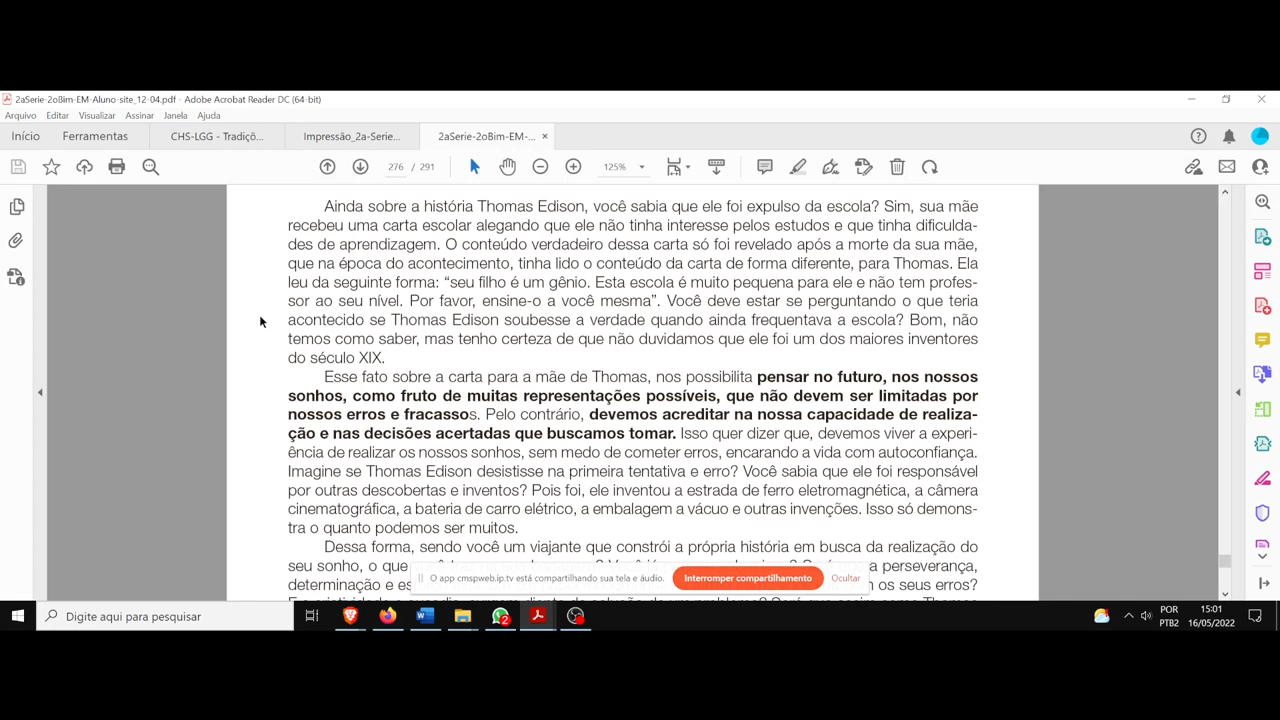 2aSerie-2oBim-EM-Aluno-site_12-04.pdf - Adobe Acrobat Reader DC (64-bit)
Arquivo Editar Visualizar Assinar Janela Ajuda
Início Ferramentas CHS-LGG - Tradiçõ... Impressão_2a-Serie... 2aSerie-2oBim-EM-... ×
276 / 291 125%
Ainda sobre a história Thomas Edison, você sabia que ele foi expulso da escola? Sim, sua mãe
recebeu uma carta escolar alegando que ele não tinha interesse pelos estudos e que tinha dificulda-
des de aprendizagem. O conteúdo verdadeiro dessa carta só foi revelado após a morte da sua mãe,
que na época do acontecimento, tinha lido o conteúdo da carta de forma diferente, para Thomas. Ela
leu da seguinte forma: “seu filho é um gênio. Esta escola é muito pequena para ele e não tem profes-
sor ao seu nível. Por favor, ensine-o a você mesma”. Você deve estar se perguntando o que teria
acontecido se Thomas Edison soubesse a verdade quando ainda frequentava a escola? Bom, não
temos como saber, mas tenho certeza de que não duvidamos que ele foi um dos maiores inventores
do século XIX.
Esse fato sobre a carta para a mãe de Thomas, nos possibilita pensar no futuro, nos nossos
sonhos, como fruto de muitas representações possíveis, que não devem ser limitadas por
nossos erros e fracassos. Pelo contrário, devemos acreditar na nossa capacidade de realiza-
ção e nas decisões acertadas que buscamos tomar. Isso quer dizer que, devemos viver a experi-
ência de realizar os nossos sonhos, sem medo de cometer erros, encarando a vida com autoconfiança.
Imagine se Thomas Edison desistisse na primeira tentativa e erro? Você sabia que ele foi responsável
por outras descobertas e inventos? Pois foi, ele inventou a estrada de ferro eletromagnética, a câmera
cinematográfica, a bateria de carro elétrico, a embalagem a vácuo e outras invenções. Isso só demons-
tra o quanto podemos ser muitos.
Dessa forma, sendo você um viajante que constrói a própria história em busca da realização do
seu sonho, o que perseverança,
determinação e es os seus erros?
O app cmspweb.ip.tv está compartilhando sua tela e áudio. Interromper compartilhamento Ocultar
Digite aqui para pesquisar
2
POR
PTB2
15:01
16/05/2022